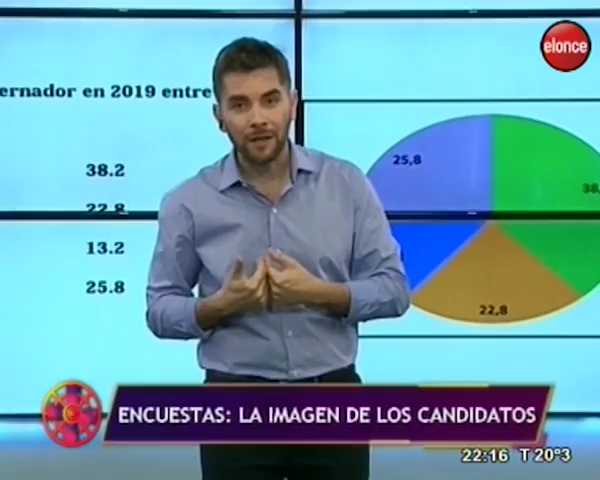 elonce
ernador en 2019 entre
38.2
22.8
13.2
25.8
25,8
38,
22,8
ENCUESTAS: LA IMAGEN DE LOS CANDIDATOS
22:16 T 20°3